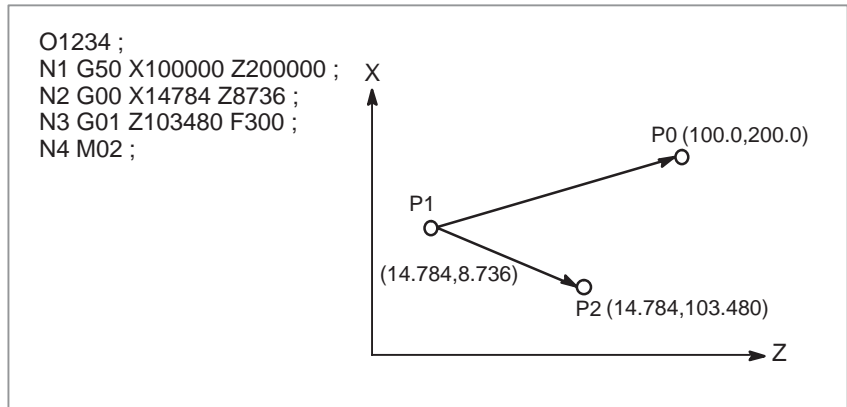 O1234 ;
N1 G50 X100000 Z200000 ;
N2 G00 X14784 Z8736 ;
N3 G01 Z103480 F300 ;
N4 M02 ;
X
P0 (100.0,200.0)
P1
(14.784,8.736)
P2 (14.784,103.480)
Z